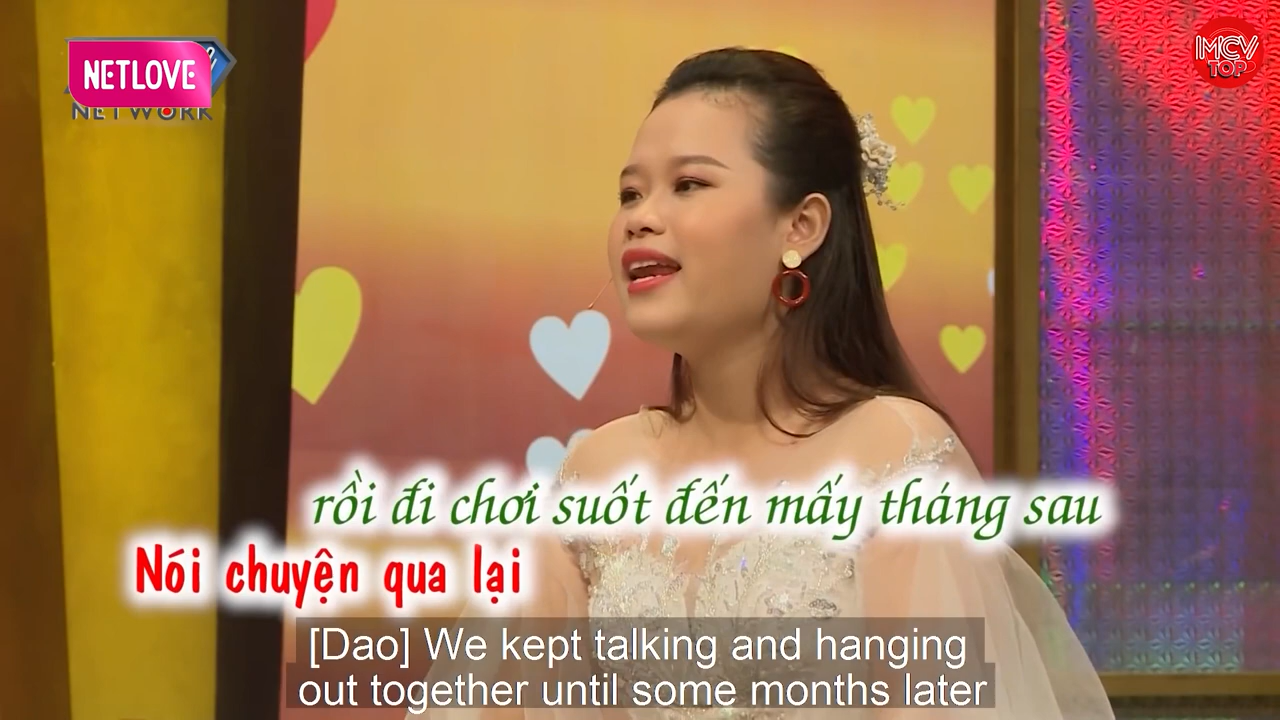 NETLOVE
NETWORK
MCV
TOP
rồi đi chơi suốt đến mấy tháng sau
Nói chuyện qua lại
[Dao] We kept talking and hanging
out together until some months later